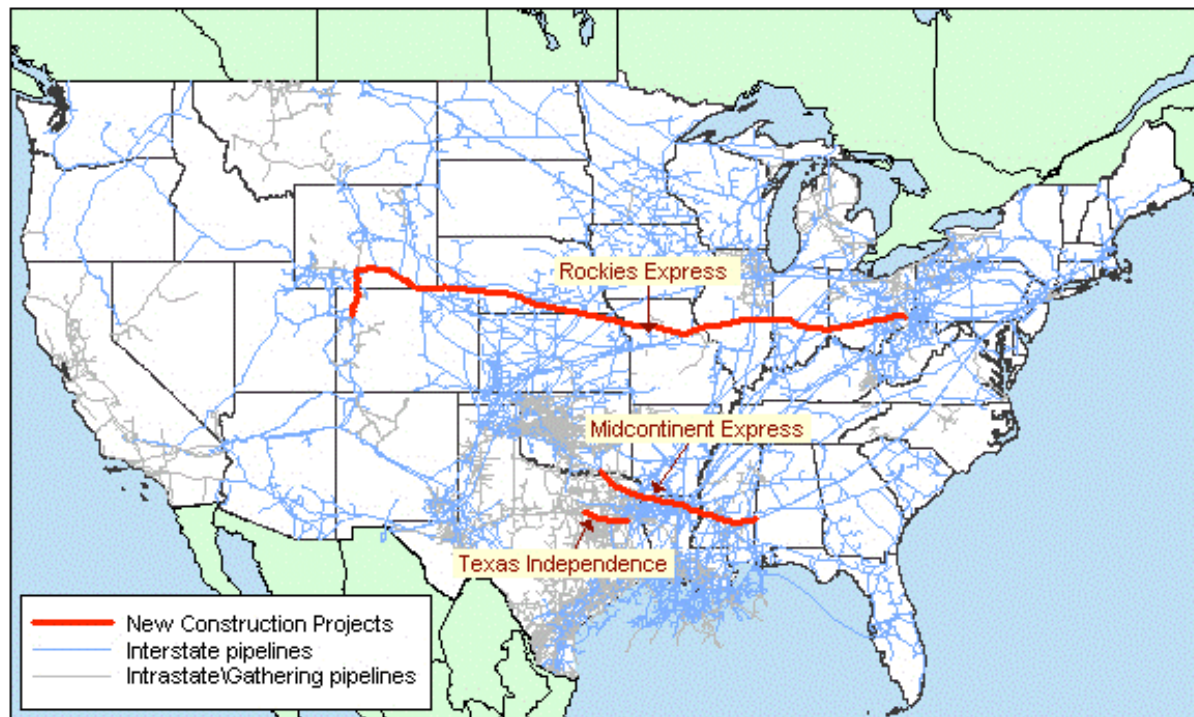 Rockies Express
Midcontinent Express
Texas Independence
New Construction Projects
Interstate pipelines
Intrastate\Gathering pipelines